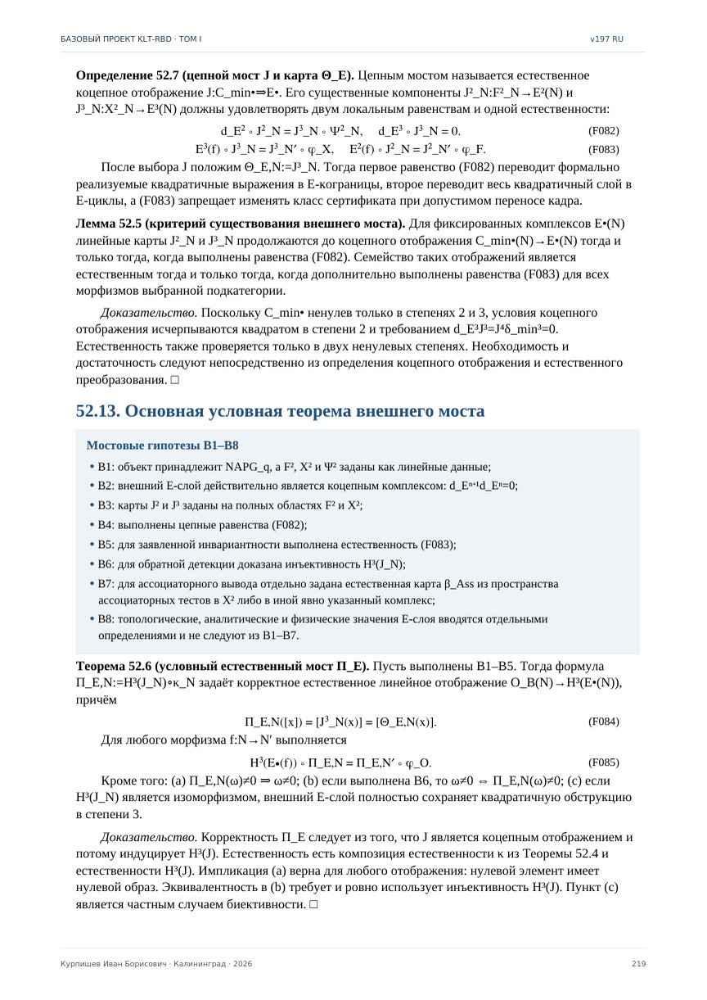 БАЗОВЫЙ ПРОЕКТ KLT-RBD · ТОМ I
v197 RU
Определение 52.7 (цепной мост J и карта Θ_E). Цепным мостом называется естественное
коцепное отображение J:C_min•⇒E•. Его существенные компоненты J²_N:F²_N→E²(N) и
J³_N:X²_N→E³(N) должны удовлетворять двум локальным равенствам и одной естественности:
d_E² ∘ J²_N = J³_N ∘ Ψ²_N, d_E³ ∘ J³_N = 0. (F082)
E³(f) ∘ J³_N = J³_N′ ∘ φ_X, E²(f) ∘ J²_N = J²_N′ ∘ φ_F. (F083)
После выбора J положим Θ_E,N:=J³_N. Тогда первое равенство (F082) переводит формально
реализуемые квадратичные выражения в E-кограницы, второе переводит весь квадратичный слой в
E-циклы, а (F083) запрещает изменять класс сертификата при допустимом переносе кадра.
Лемма 52.5 (критерий существования внешнего моста). Для фиксированных комплексов E•(N)
линейные карты J²_N и J³_N продолжаются до коцепного отображения C_min•(N)→E•(N) тогда и
только тогда, когда выполнены равенства (F082). Семейство таких отображений является
естественным тогда и только тогда, когда дополнительно выполнены равенства (F083) для всех
морфизмов выбранной подкатегории.
Доказательство. Поскольку C_min• ненулев только в степенях 2 и 3, условия коцепного
отображения исчерпываются квадратом в степени 2 и требованием d_E³J³=J⁴δ_min³=0.
Естественность также проверяется только в двух ненулевых степенях. Необходимость и
достаточность следуют непосредственно из определения коцепного отображения и естественного
преобразования. □
52.13. Основная условная теорема внешнего моста
Мостовые гипотезы B1–B8
• B1: объект принадлежит NAPG_q, а F², X² и Ψ² заданы как линейные данные;
• B2: внешний E-слой действительно является коцепным комплексом: d_Eⁿ⁺¹d_Eⁿ=0;
• B3: карты J² и J³ заданы на полных областях F² и X²;
• B4: выполнены цепные равенства (F082);
• B5: для заявленной инвариантности выполнена естественность (F083);
• B6: для обратной детекции доказана инъективность H³(J_N);
• B7: для ассоциаторного вывода отдельно задана естественная карта β_Ass из пространства
ассоциаторных тестов в X² либо в иной явно указанный комплекс;
• B8: топологические, аналитические и физические значения E-слоя вводятся отдельными
определениями и не следуют из B1–B7.
Теорема 52.6 (условный естественный мост Π_E). Пусть выполнены B1–B5. Тогда формула
Π_E,N:=H³(J_N)∘κ_N задаёт корректное естественное линейное отображение O_B(N)→H³(E•(N)),
причём
Π_E,N([x]) = [J³_N(x)] = [Θ_E,N(x)]. (F084)
Для любого морфизма f:N→N′ выполняется
H³(E•(f)) ∘ Π_E,N = Π_E,N′ ∘ φ_O. (F085)
Кроме того: (a) Π_E,N(ω)≠0 ⇒ ω≠0; (b) если выполнена B6, то ω≠0 ⇔ Π_E,N(ω)≠0; (c) если
H³(J_N) является изоморфизмом, внешний E-слой полностью сохраняет квадратичную обструкцию
в степени 3.
Доказательство. Корректность Π_E следует из того, что J является коцепным отображением и
потому индуцирует H³(J). Естественность есть композиция естественности κ из Теоремы 52.4 и
естественности H³(J). Импликация (a) верна для любого отображения: нулевой элемент имеет
нулевой образ. Эквивалентность в (b) требует и ровно использует инъективность H³(J). Пункт (c)
является частным случаем биективности. □
Курпишев Иван Борисович · Калининград · 2026
219